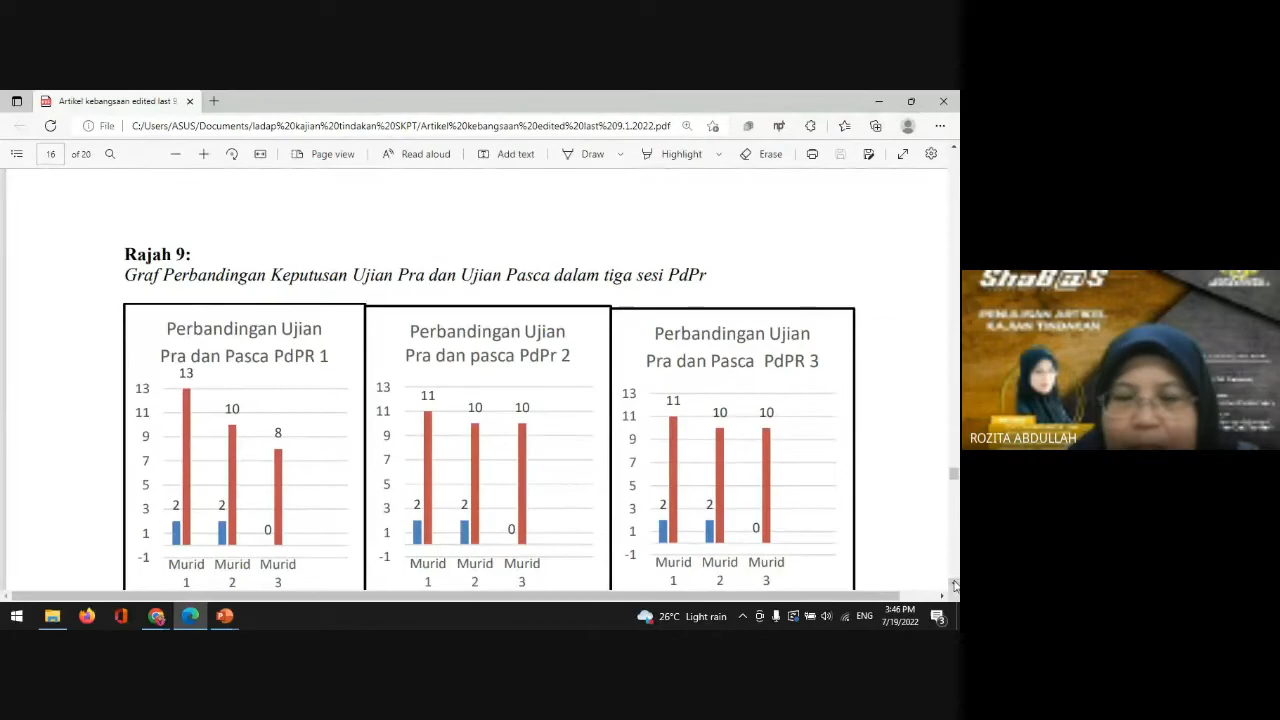 Artikel kebangsaan edited last 9
File C:/Users/ASUS/Documents/ladap%20kajian%20tindakan%20SKPT/Artikel%20kebangsaan%20edited%20last%209.1.2022.pdf
16 of 20 Page view Read aloud Add text Draw Highlight Erase
Rajah 9:
Graf Perbandingan Keputusan Ujian Pra dan Ujian Pasca dalam tiga sesi PdPr
Perbandingan Ujian
Pra dan Pasca PdPR 1
13
13
11
9
7
5
3
1
-1
10
8
2
2
0
Murid Murid Murid
1 2 3
Perbandingan Ujian
Pra dan pasca PdPr 2
13
11
9
7
5
3
1
-1
11
10
10
2
2
0
Murid Murid Murid
1 2 3
Perbandingan Ujian
Pra dan Pasca PdPR 3
13
11
9
7
5
3
1
-1
11
10
10
2
2
0
Murid Murid Murid
1 2 3
26°C Light rain
ENG
3:46 PM
7/19/2022
3
Shab@s
PENULISAN ARTIKEL
KAJIAN TINDAKAN
ROZITA ABDULLAH